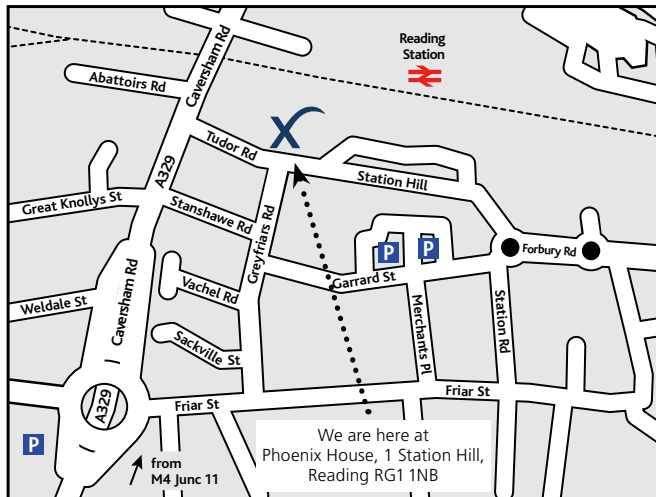 Reading
Station
Caversham Rd
Abattoirs Rd
Tudor Rd
X
Station Hill
A329
Great Knollys St
Stanshawe Rd
Greyfriars Rd
P
P
Forbury Rd
Garrard St
Caversham Rd
Vachel Rd
Weldale St
Merchants Pl
Station Rd
Sackville St
A329
Friar St
Friar St
P
from
M4 Junc 11
We are here at
Phoenix House, 1 Station Hill,
Reading RG1 1NB